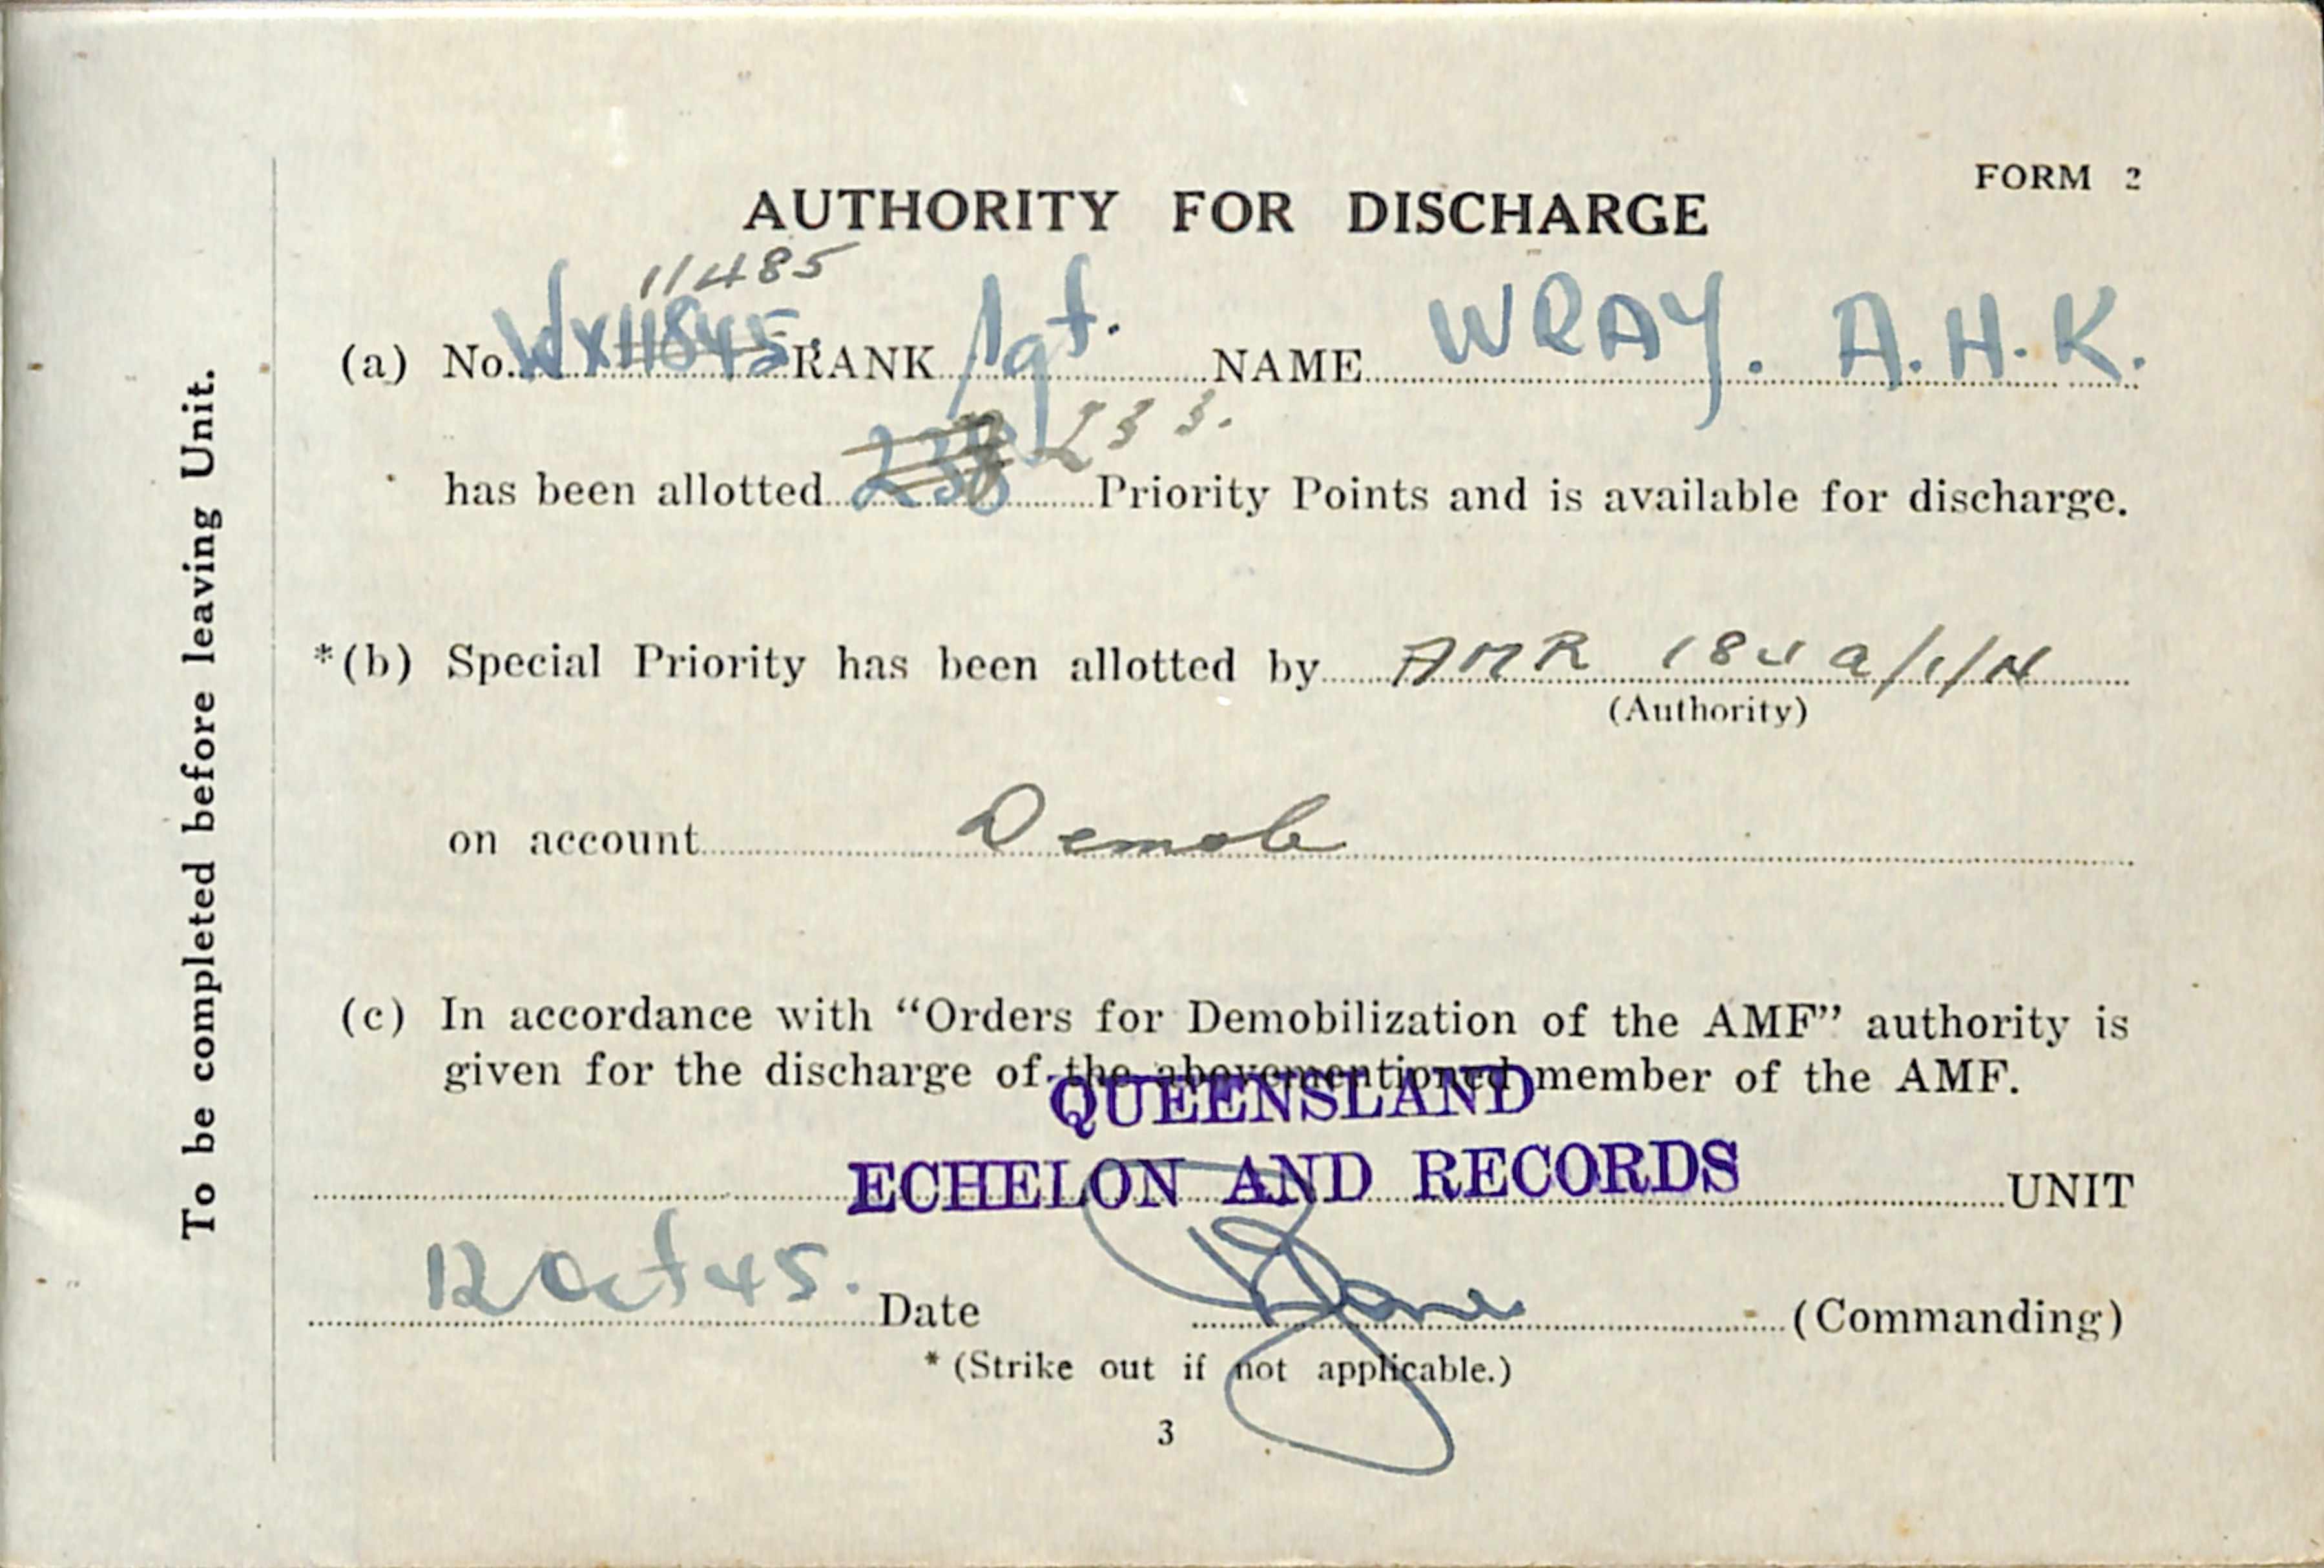 FORM 2
AUTHORITY FOR DISCHARGE
11485
(a) No. WX11845. RANK Sgt. NAME WRAY. A.H.K.
233.
has been allotted 238 Priority Points and is available for discharge.
*(b) Special Priority has been allotted by AMR 184 a/1/N
(Authority)
on account Demob
(c) In accordance with “Orders for Demobilization of the AMF” authority is
given for the discharge of the abovementioned member of the AMF.
QUEENSLAND
ECHELON AND RECORDS UNIT
12 Oct 45. Date (Commanding)
* (Strike out if not applicable.)
3
To be completed before leaving Unit.